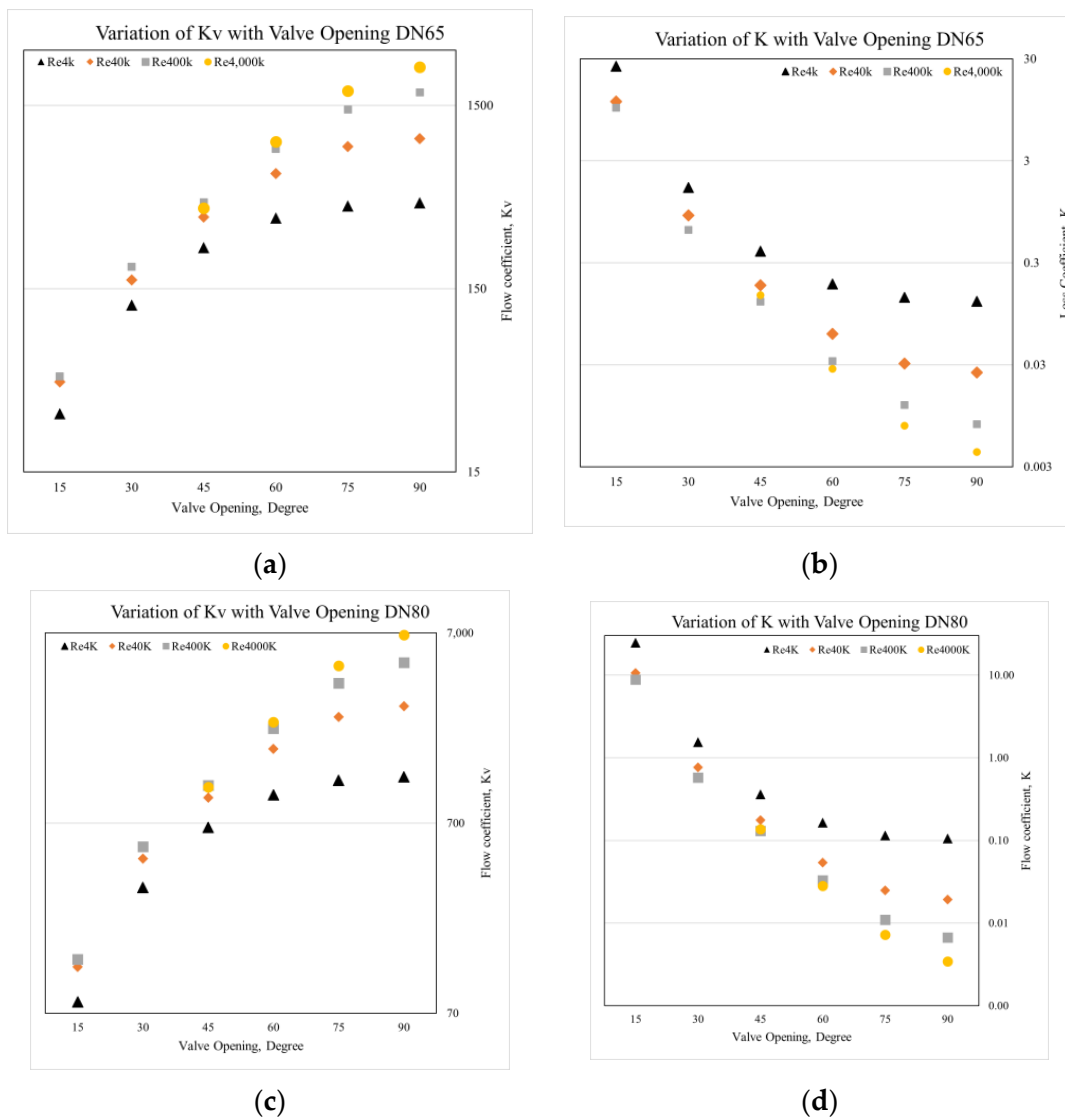 Variation of Kv with Valve Opening DN65
Re4k Re40k Re400k Re4,000k
1500
150
15
Flow coefficient, Kv
15 30 45 60 75 90
Valve Opening, Degree
(a)
Variation of K with Valve Opening DN65
Re4k Re40k Re400k Re4,000k
30
3
0.3
0.03
0.003
Loss Coefficient, K
15 30 45 60 75 90
Valve Opening, Degree
(b)
Variation of Kv with Valve Opening DN80
Re4K Re40K Re400K Re4000K
7,000
700
70
Flow coefficient, Kv
15 30 45 60 75 90
Valve Opening, Degree
(c)
Variation of K with Valve Opening DN80
Re4K Re40K Re400K Re4000K
10.00
1.00
0.10
0.01
0.00
Flow coefficient, K
15 30 45 60 75 90
Valve Opening, Degree
(d)